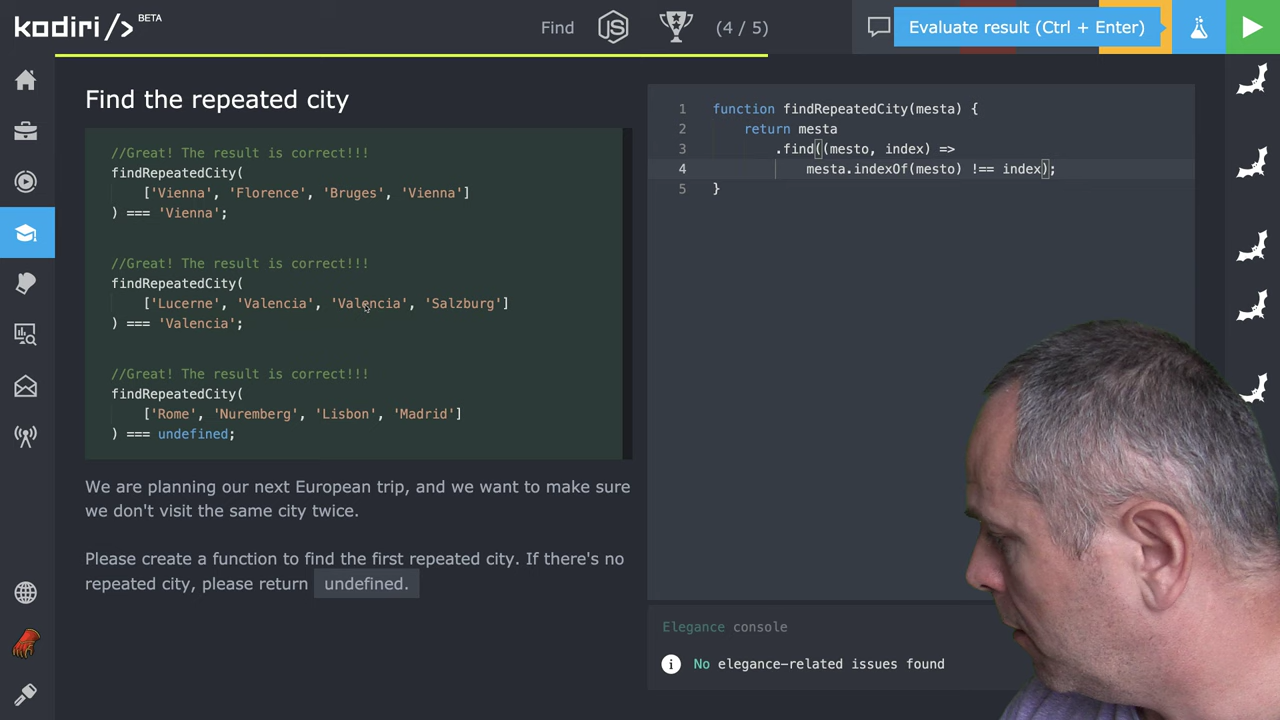 kodiri/> BETA
Find
JS
(4 / 5)
Evaluate result (Ctrl + Enter)
Find the repeated city
//Great! The result is correct!!!
findRepeatedCity(
['Vienna', 'Florence', 'Bruges', 'Vienna']
) === 'Vienna';
//Great! The result is correct!!!
findRepeatedCity(
['Lucerne', 'Valencia', 'Valencia', 'Salzburg']
) === 'Valencia';
//Great! The result is correct!!!
findRepeatedCity(
['Rome', 'Nuremberg', 'Lisbon', 'Madrid']
) === undefined;
We are planning our next European trip, and we want to make sure
we don't visit the same city twice.
Please create a function to find the first repeated city. If there's no
repeated city, please return undefined.
1 function findRepeatedCity(mesta) {
2 return mesta
3 .find((mesto, index) =>
4 mesta.indexOf(mesto) !== index);
5 }
Elegance console
i No elegance-related issues found